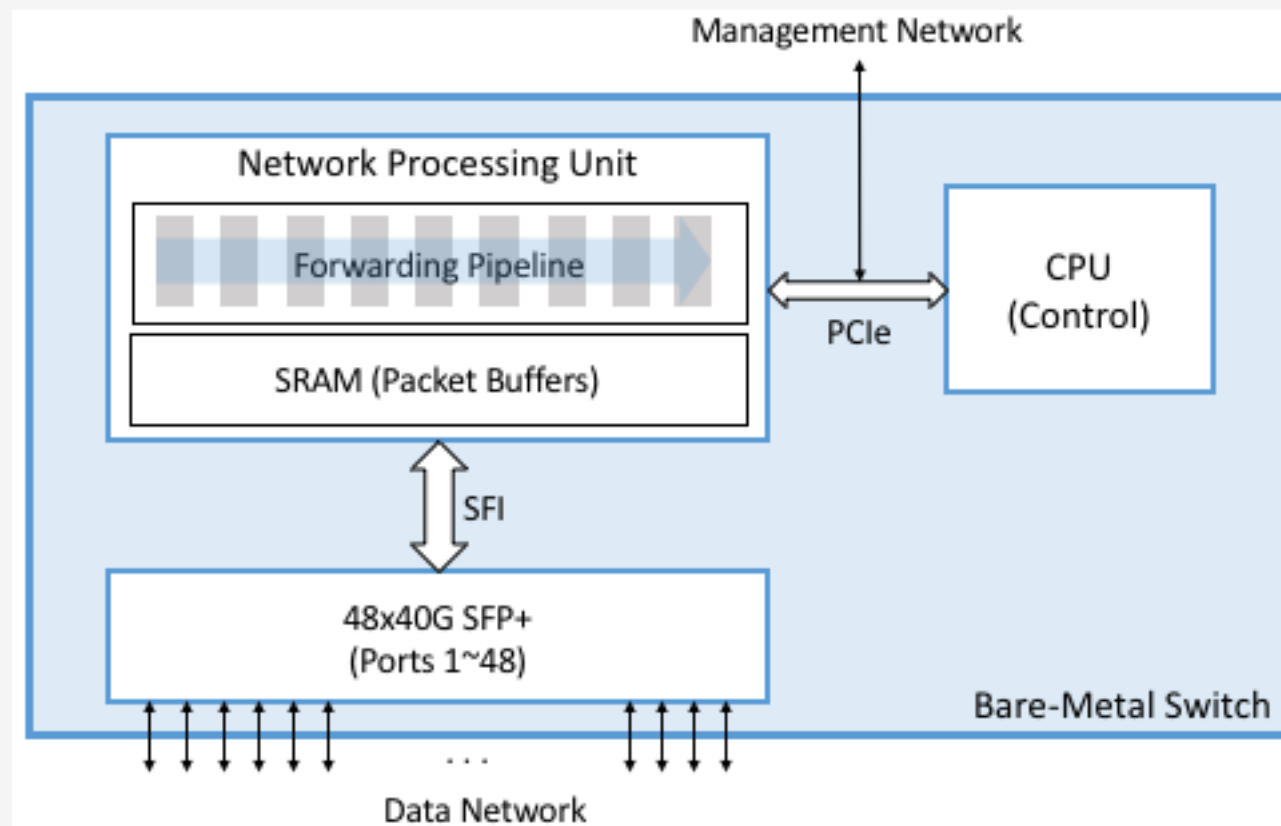 Management Network
Network Processing Unit
Forwarding Pipeline
SRAM (Packet Buffers)
PCIe
CPU
(Control)
SFI
48x40G SFP+
(Ports 1~48)
Bare-Metal Switch
. . .
Data Network